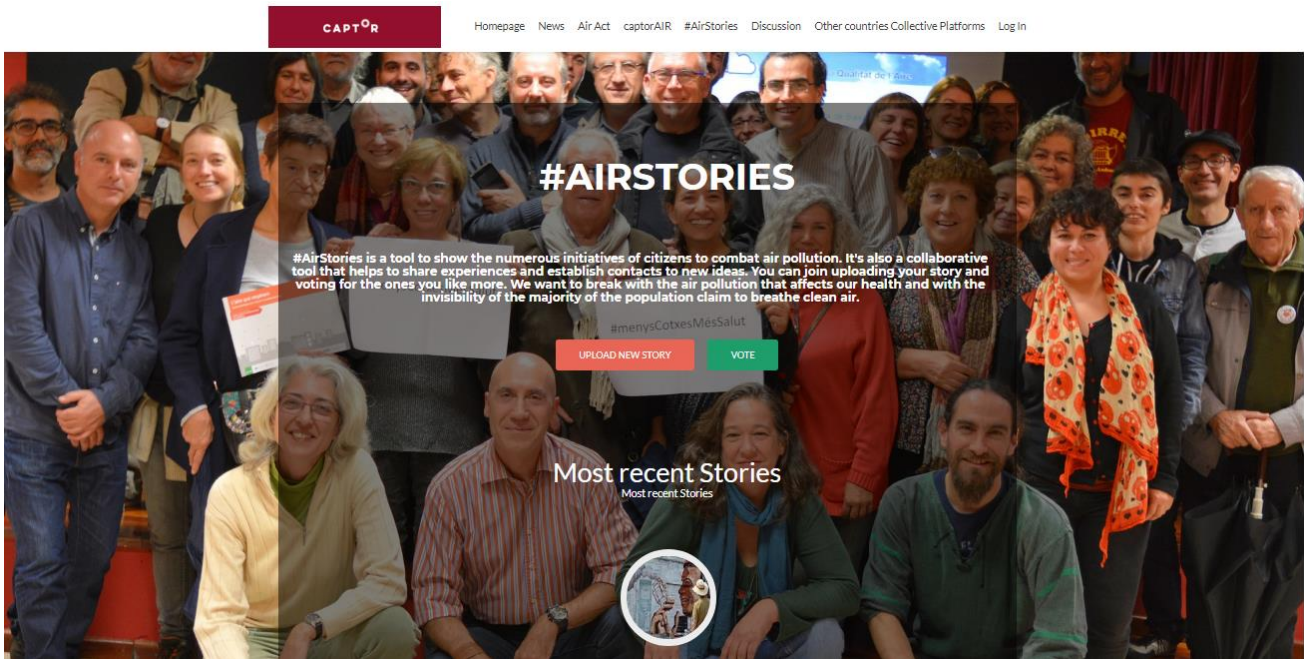 CAPTOR
Homepage News Air Act captorAIR #AirStories Discussion Other countries Collective Platforms Log In
Qualitat de l'Aire
#AIRSTORIES
#AirStories is a tool to show the numerous initiatives of citizens to combat air pollution. It's also a collaborative
tool that helps to share experiences and establish contacts to new ideas. You can join uploading your story and
voting for the ones you like more. We want to break with the air pollution that affects our health and with the
invisibility of the majority of the population claim to breathe clean air.
#menysCotxesMésSalut
UPLOAD NEW STORY VOTE
Most recent Stories
Most recent Stories